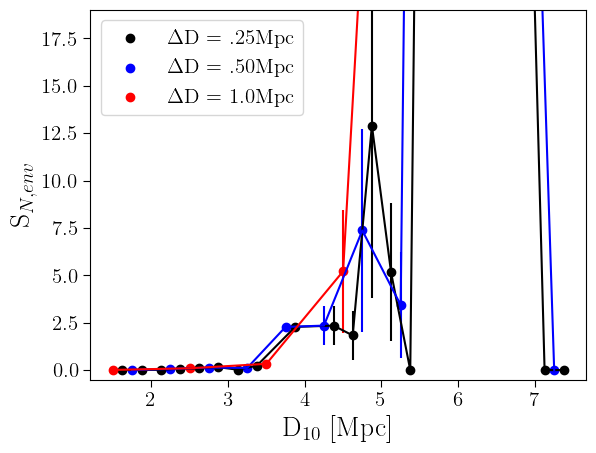 ΔD = .25Mpc
ΔD = .50Mpc
ΔD = 1.0Mpc
17.5
15.0
12.5
10.0
7.5
5.0
2.5
0.0
S_{N,env}
2 3 4 5 6 7
D_{10} [Mpc]